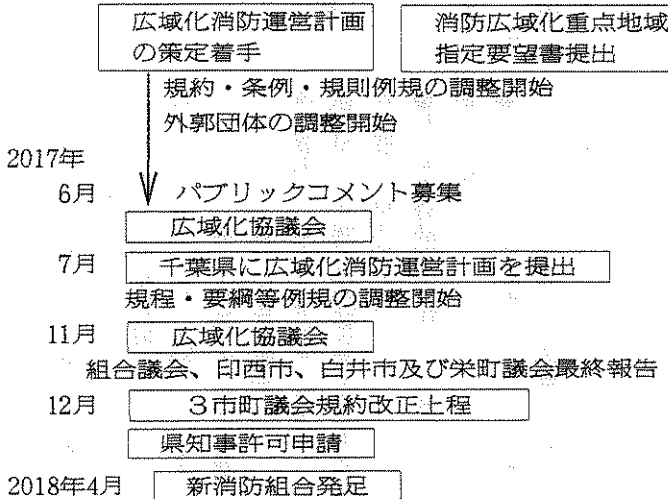 広域化消防運営計画
の策定着手
消防広域化重点地域
指定要望書提出
規約・条例・規則例規の調整開始
外郭団体の調整開始
2017年
6月 パブリックコメント募集
広域化協議会
7月 千葉県に広域化消防運営計画を提出
規程・要綱等例規の調整開始
11月 広域化協議会
組合議会、印西市、白井市及び栄町議会最終報告
12月 3市町議会規約改正上程
県知事許可申請
2018年4月 新消防組合発足